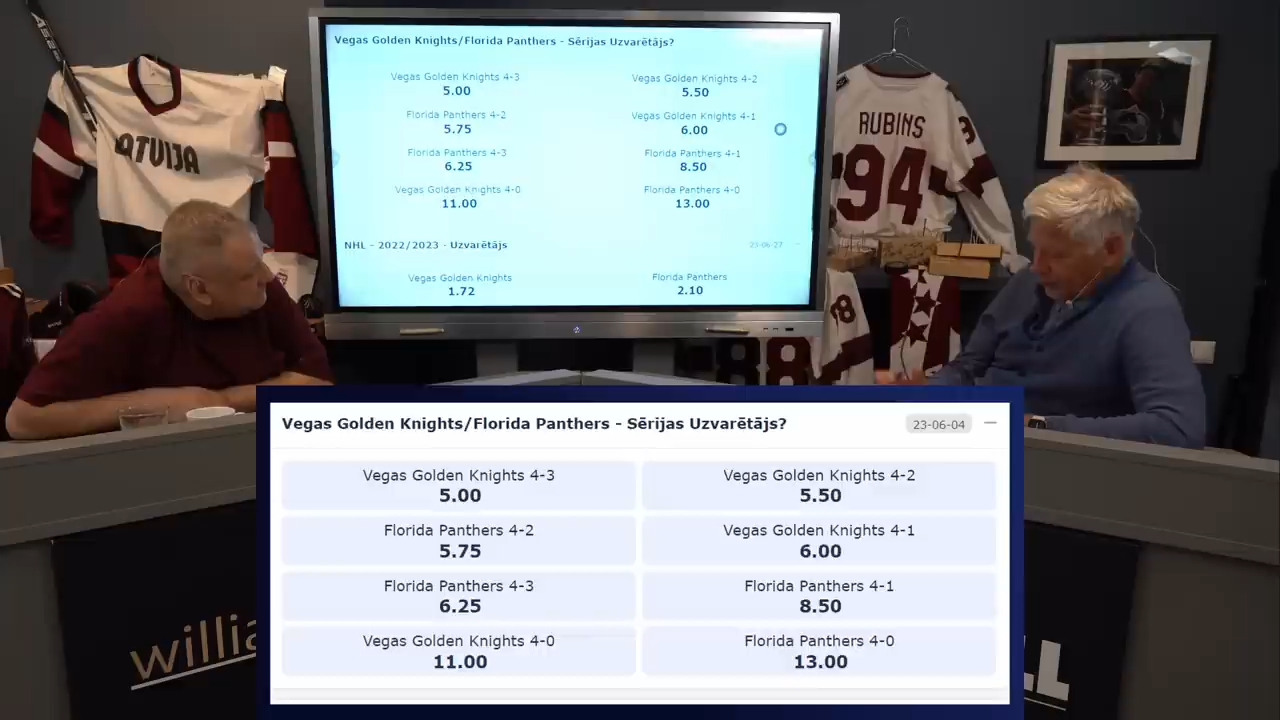 Vegas Golden Knights/Florida Panthers - Sērijas Uzvarētājs?
Vegas Golden Knights 4-3
5.00
Vegas Golden Knights 4-2
5.50
Florida Panthers 4-2
5.75
Vegas Golden Knights 4-1
6.00
Florida Panthers 4-3
6.25
Florida Panthers 4-1
8.50
Vegas Golden Knights 4-0
11.00
Florida Panthers 4-0
13.00
NHL - 2022/2023 - Uzvarētājs
23-06-27
Vegas Golden Knights
1.72
Florida Panthers
2.10
LATVIJA
RUBINS
94
88
Vegas Golden Knights/Florida Panthers - Sērijas Uzvarētājs?
23-06-04
Vegas Golden Knights 4-3
5.00
Vegas Golden Knights 4-2
5.50
Florida Panthers 4-2
5.75
Vegas Golden Knights 4-1
6.00
Florida Panthers 4-3
6.25
Florida Panthers 4-1
8.50
Vegas Golden Knights 4-0
11.00
Florida Panthers 4-0
13.00